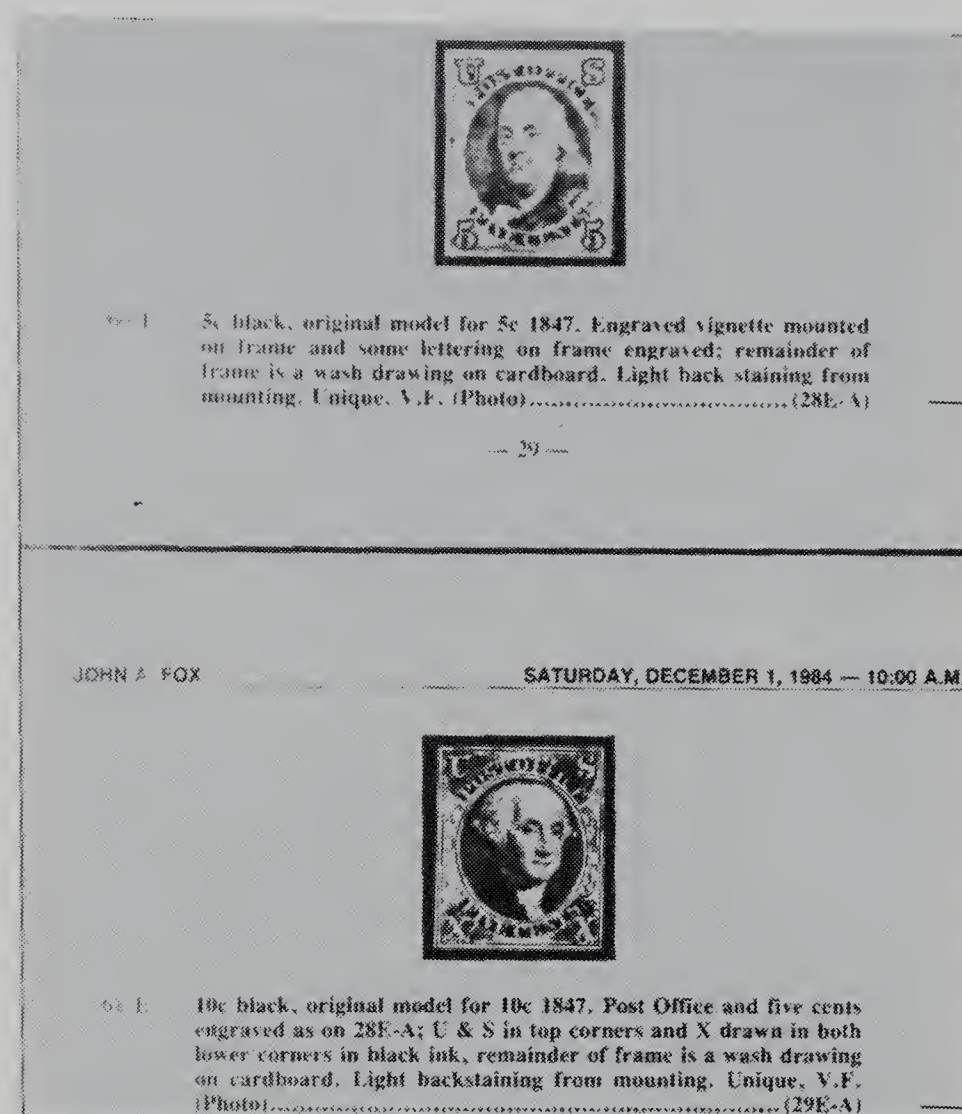 U S
5 5
5c black, original model for 5c 1847. Engraved vignette mounted
on frame and some lettering on frame engraved; remainder of
frame is a wash drawing on cardboard. Light back staining from
mounting. Unique. V.F. (Photo)..............................(28E-A)
— 29 —
JOHN A. FOX
SATURDAY, DECEMBER 1, 1984 — 10:00 A.M
X X
10c black, original model for 10c 1847. Post Office and five cents
engraved as on 28E-A; U & S in top corners and X drawn in both
lower corners in black ink, remainder of frame is a wash drawing
on cardboard. Light backstaining from mounting. Unique, V.F.
(Photo)..............................(29E-A)